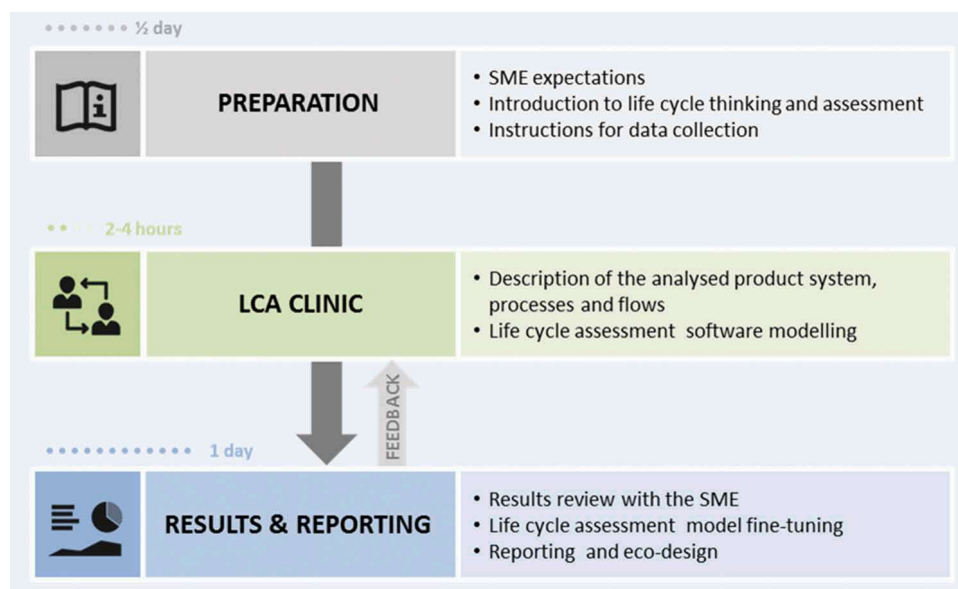 ½ day
PREPARATION
• SME expectations
• Introduction to life cycle thinking and assessment
• Instructions for data collection
2-4 hours
LCA CLINIC
• Description of the analysed product system,
processes and flows
• Life cycle assessment software modelling
FEEDBACK
1 day
RESULTS & REPORTING
• Results review with the SME
• Life cycle assessment model fine-tuning
• Reporting and eco-design